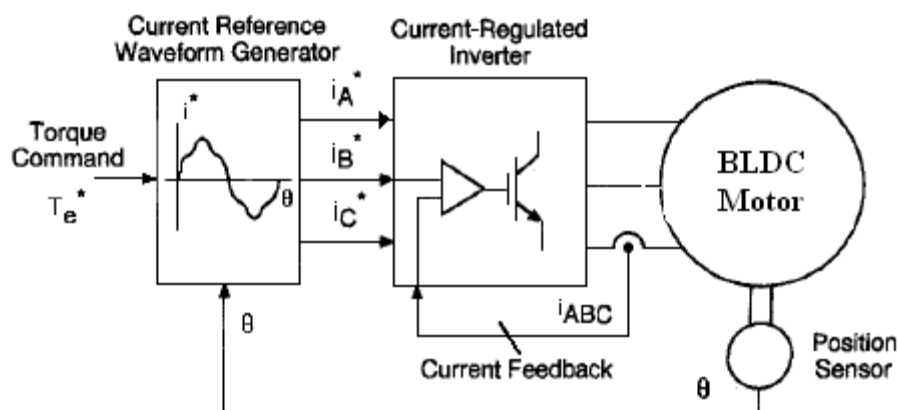 Current Reference
Waveform Generator
Current-Regulated
Inverter
i*
θ
Torque
Command
Te*
iA*
iB*
iC*
BLDC
Motor
iABC
Current Feedback
θ
Position
Sensor
θ